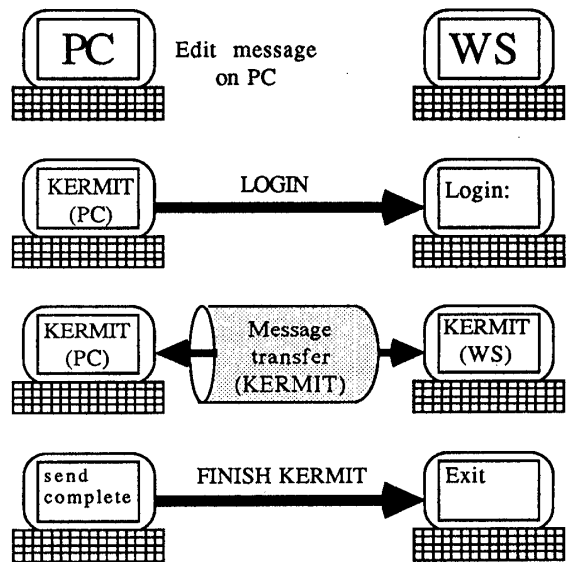 PC
Edit message
on PC
WS
KERMIT
(PC)
LOGIN
Login:
KERMIT
(PC)
Message
transfer
(KERMIT)
KERMIT
(WS)
send
complete
FINISH KERMIT
Exit